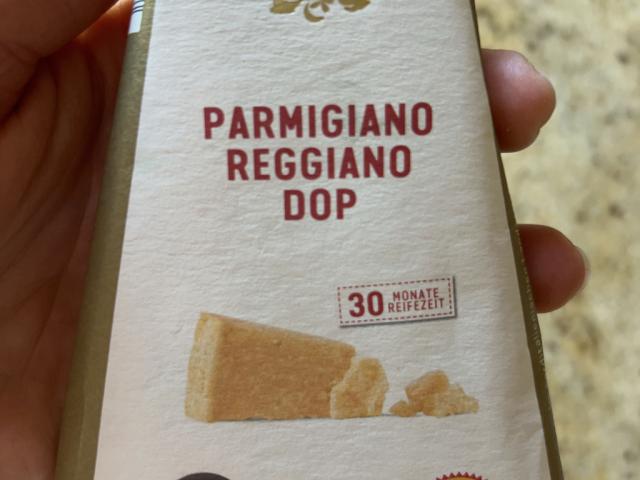 PARMIGIANO
REGGIANO
DOP
30 MONATE
REIFEZEIT